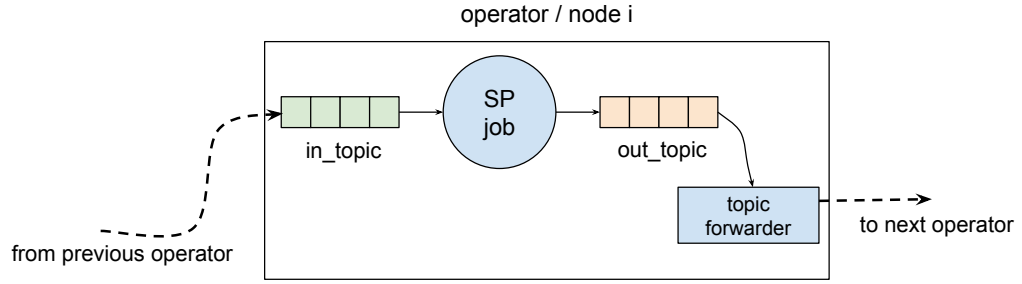 operator / node i
SP
job
in_topic
out_topic
topic
forwarder
from previous operator
to next operator